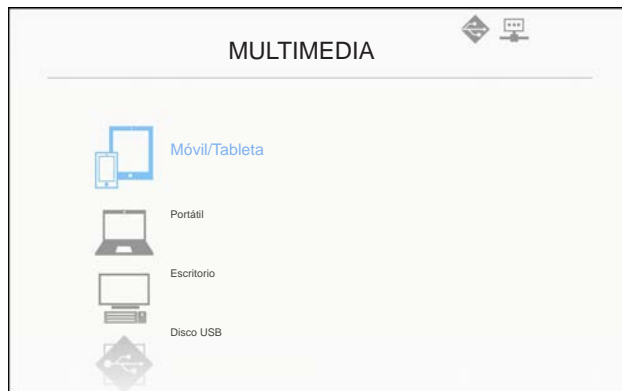 MULTIMEDIA
Móvil/Tableta
Portátil
Escritorio
Disco USB